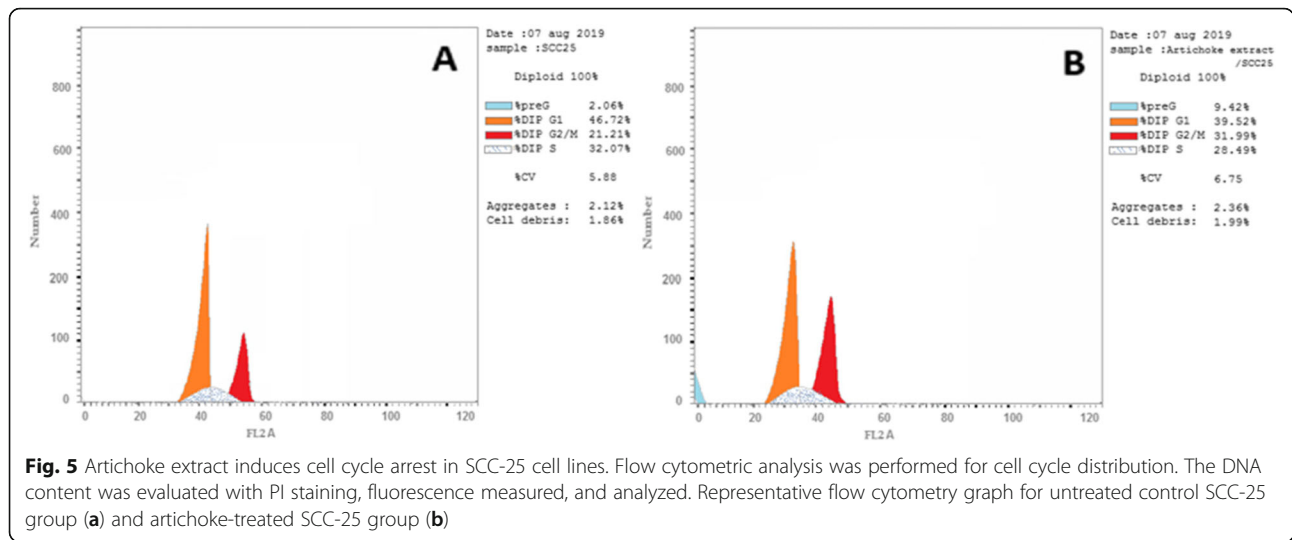 A
Date :07 aug 2019
sample :SCC25
Diploid 100%
%preG 2.06%
%DIP G1 46.72%
%DIP G2/M 21.21%
%DIP S 32.07%
%CV 5.88
Aggregates : 2.12%
Cell debris: 1.86%
Number
800
600
400
200
100
0
0 20 40 60 80 100 120
FL2A
B
Date :07 aug 2019
sample :Artichoke extract
/SCC25
Diploid 100%
%preG 9.42%
%DIP G1 39.52%
%DIP G2/M 31.99%
%DIP S 28.49%
%CV 6.75
Aggregates : 2.36%
Cell debris: 1.99%
Number
800
600
400
200
100
0
0 20 40 60 80 100 120
FL2A
Fig. 5 Artichoke extract induces cell cycle arrest in SCC-25 cell lines. Flow cytometric analysis was performed for cell cycle distribution. The DNA
content was evaluated with PI staining, fluorescence measured, and analyzed. Representative flow cytometry graph for untreated control SCC-25
group (a) and artichoke-treated SCC-25 group (b)